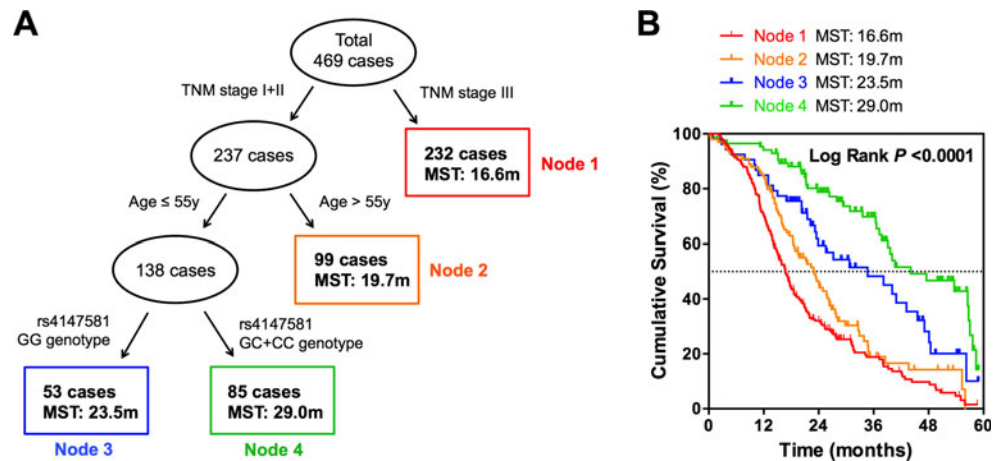 A
Total
469 cases
TNM stage I+II
TNM stage III
237 cases
232 cases
MST: 16.6m
Node 1
Age ≤ 55y
Age > 55y
138 cases
99 cases
MST: 19.7m
Node 2
rs4147581
GG genotype
rs4147581
GC+CC genotype
53 cases
MST: 23.5m
85 cases
MST: 29.0m
Node 3
Node 4
B
Node 1 MST: 16.6m
Node 2 MST: 19.7m
Node 3 MST: 23.5m
Node 4 MST: 29.0m
Log Rank P <0.0001
Cumulative Survival (%)
100
80
60
40
20
0
0 12 24 36 48 60
Time (months)